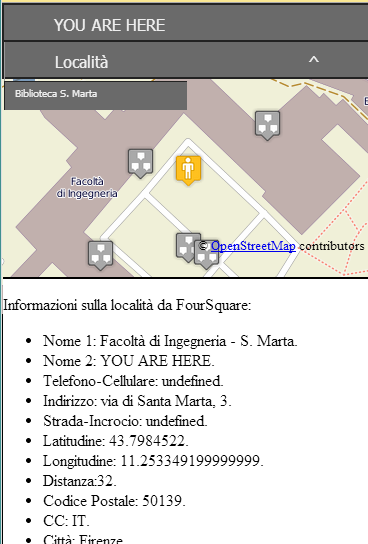 YOU ARE HERE
Località ^
Biblioteca S. Marta
Facoltà
di Ingegneria
© OpenStreetMap contributors
Informazioni sulla località da FourSquare:
• Nome 1: Facoltà di Ingegneria - S. Marta.
• Nome 2: YOU ARE HERE.
• Telefono-Cellulare: undefined.
• Indirizzo: via di Santa Marta, 3.
• Strada-Incrocio: undefined.
• Latitudine: 43.7984522.
• Longitudine: 11.253349199999999.
• Distanza:32.
• Codice Postale: 50139.
• CC: IT.
• Città: Firenze